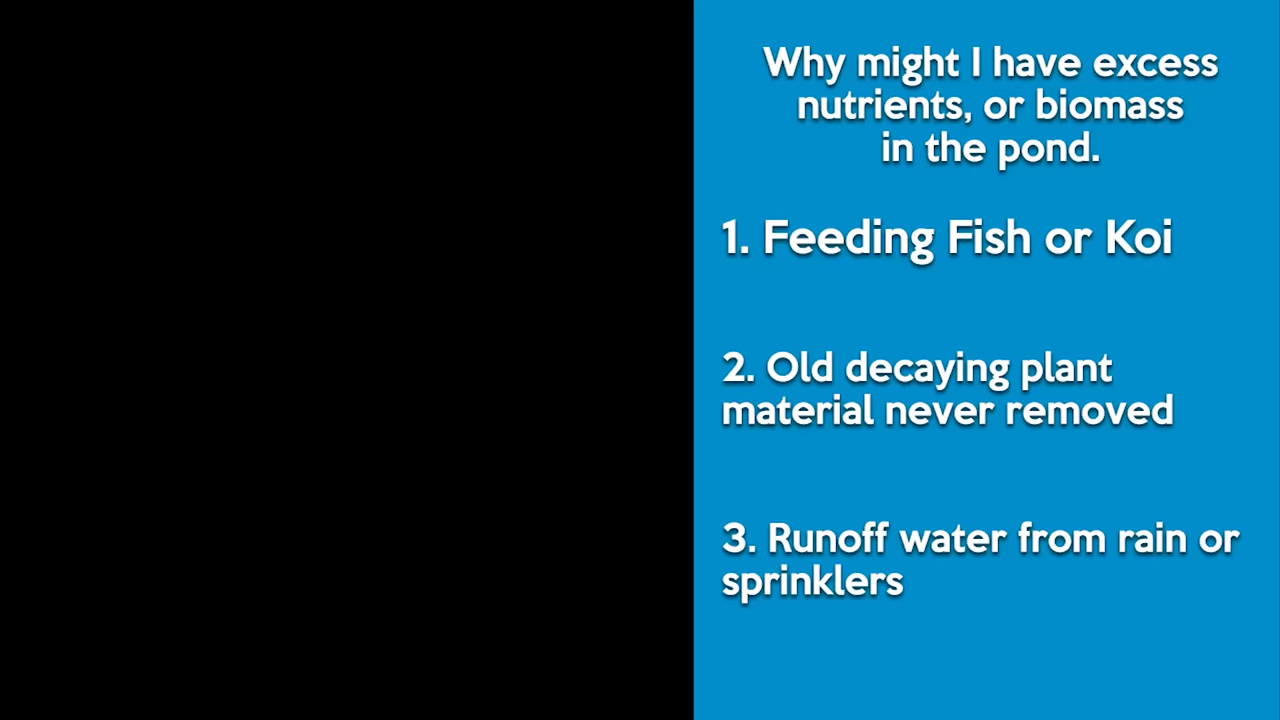 Why might I have excess
nutrients, or biomass
in the pond.
1. Feeding Fish or Koi
2. Old decaying plant
material never removed
3. Runoff water from rain or
sprinklers